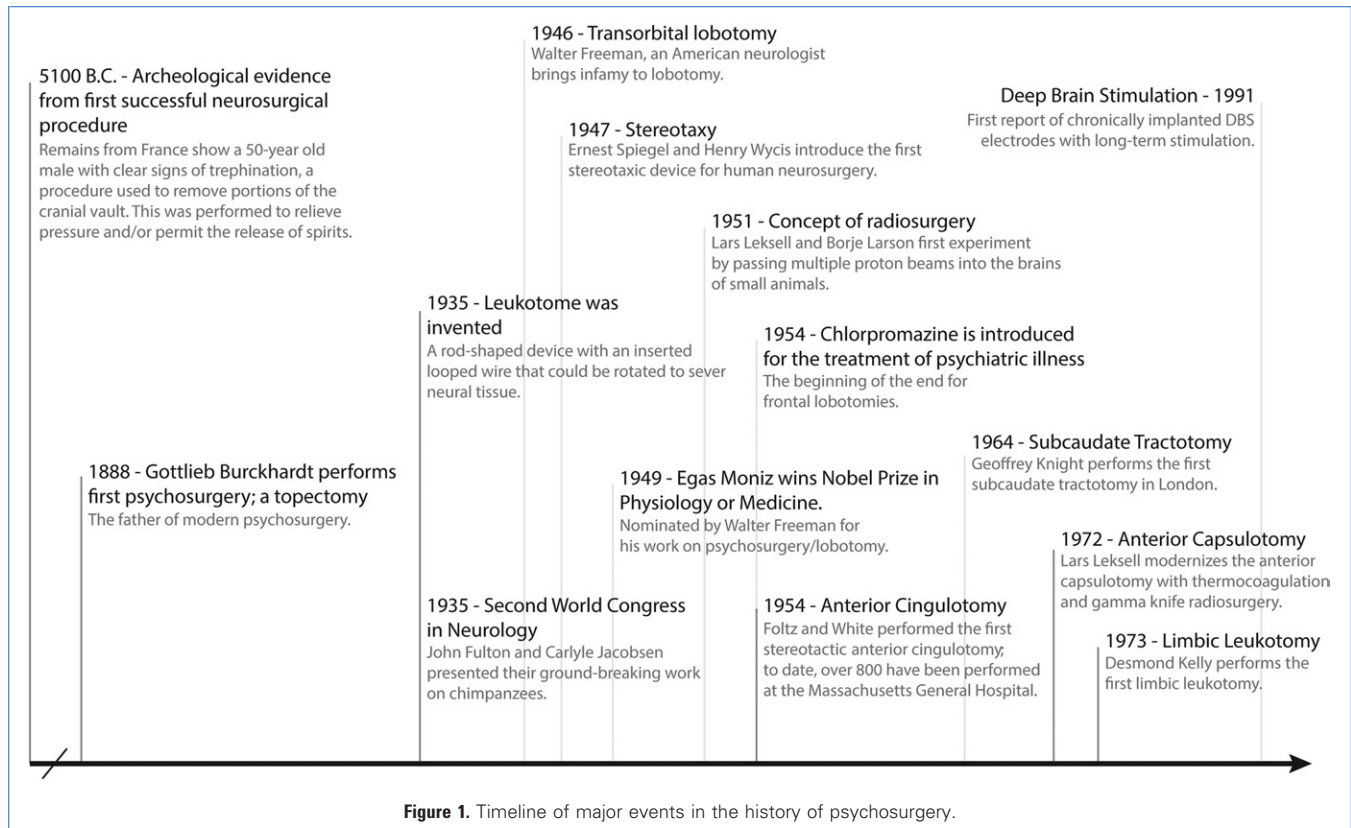 1946 - Transorbital lobotomy
Walter Freeman, an American neurologist
brings infamy to lobotomy.
5100 B.C. - Archeological evidence
from first successful neurosurgical
procedure
Remains from France show a 50-year old
male with clear signs of trephination, a
procedure used to remove portions of the
cranial vault. This was performed to relieve
pressure and/or permit the release of spirits.
Deep Brain Stimulation - 1991
First report of chronically implanted DBS
electrodes with long-term stimulation.
1947 - Stereotaxy
Ernest Spiegel and Henry Wycis introduce the first
stereotaxic device for human neurosurgery.
1951 - Concept of radiosurgery
Lars Leksell and Borje Larson first experiment
by passing multiple proton beams into the brains
of small animals.
1935 - Leukotome was
invented
A rod-shaped device with an inserted
looped wire that could be rotated to sever
neural tissue.
1954 - Chlorpromazine is introduced
for the treatment of psychiatric illness
The beginning of the end for
frontal lobotomies.
1964 - Subcaudate Tractotomy
Geoffrey Knight performs the first
subcaudate tractotomy in London.
1888 - Gottlieb Burckhardt performs
first psychosurgery; a topectomy
The father of modern psychosurgery.
1949 - Egas Moniz wins Nobel Prize in
Physiology or Medicine.
Nominated by Walter Freeman for
his work on psychosurgery/lobotomy.
1972 - Anterior Capsulotomy
Lars Leksell modernizes the anterior
capsulotomy with thermocoagulation
and gamma knife radiosurgery.
1935 - Second World Congress
in Neurology
John Fulton and Carlyle Jacobsen
presented their ground-breaking work
on chimpanzees.
1954 - Anterior Cingulotomy
Foltz and White performed the first
stereotactic anterior cingulotomy;
to date, over 800 have been performed
at the Massachusetts General Hospital.
1973 - Limbic Leukotomy
Desmond Kelly performs the
first limbic leukotomy.
Figure 1. Timeline of major events in the history of psychosurgery.